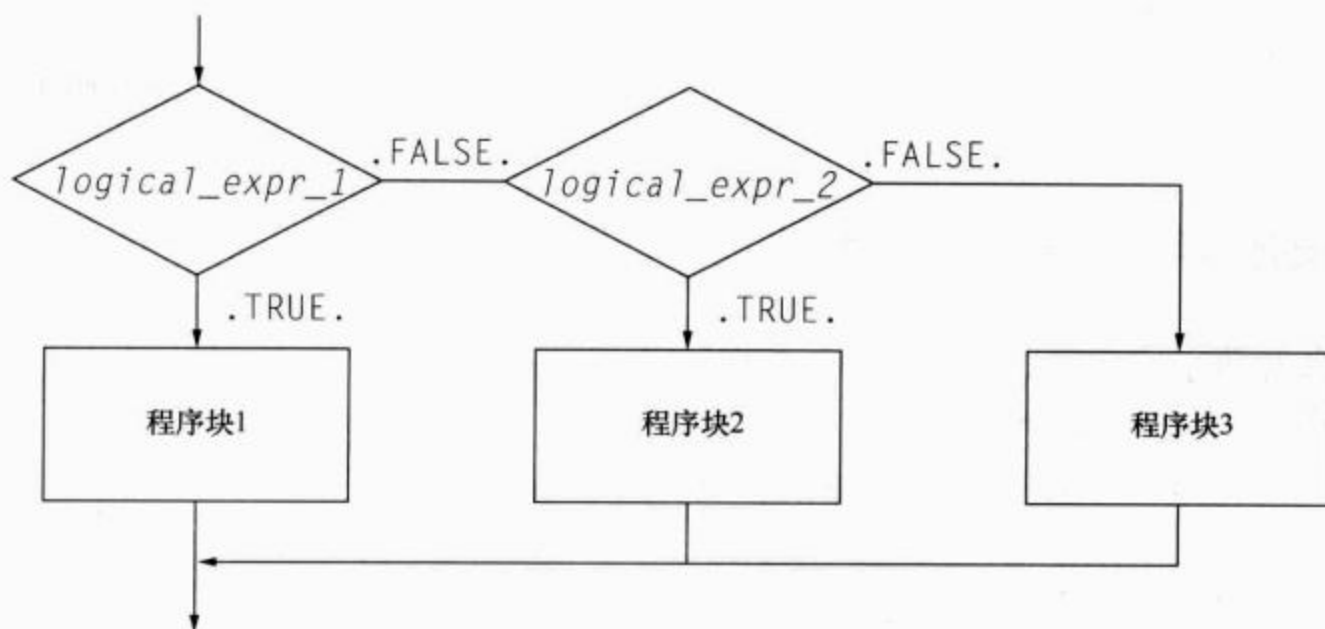 .FALSE.
.FALSE.
logical_expr_1
logical_expr_2
.TRUE.
.TRUE.
程序块1
程序块2
程序块3